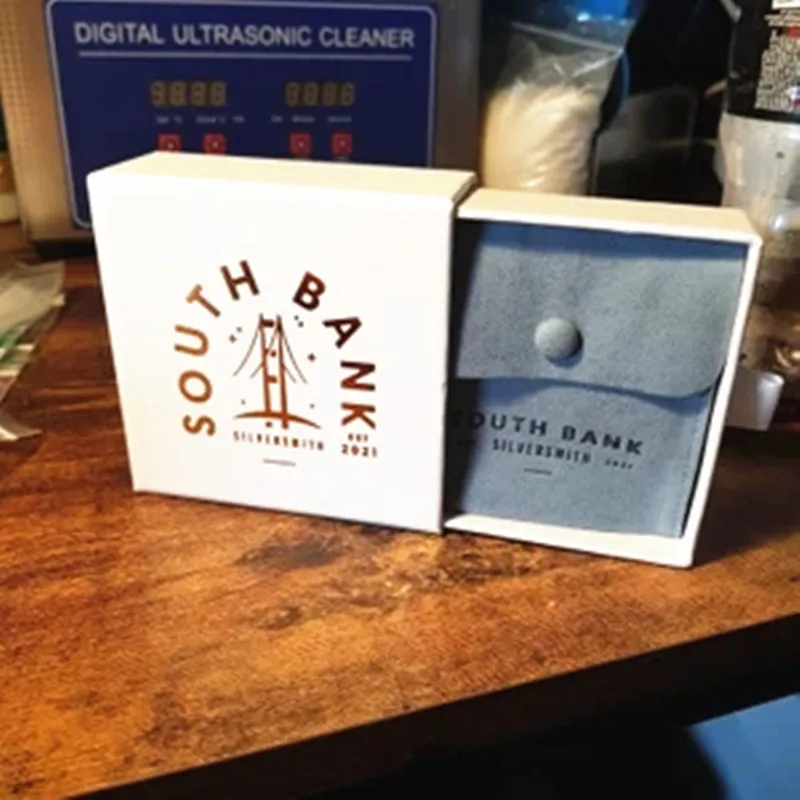 DIGITAL ULTRASONIC CLEANER
SOUTH BANK
SILVERSMITH
EST
2021
SOUTH BANK
SILVERSMITH